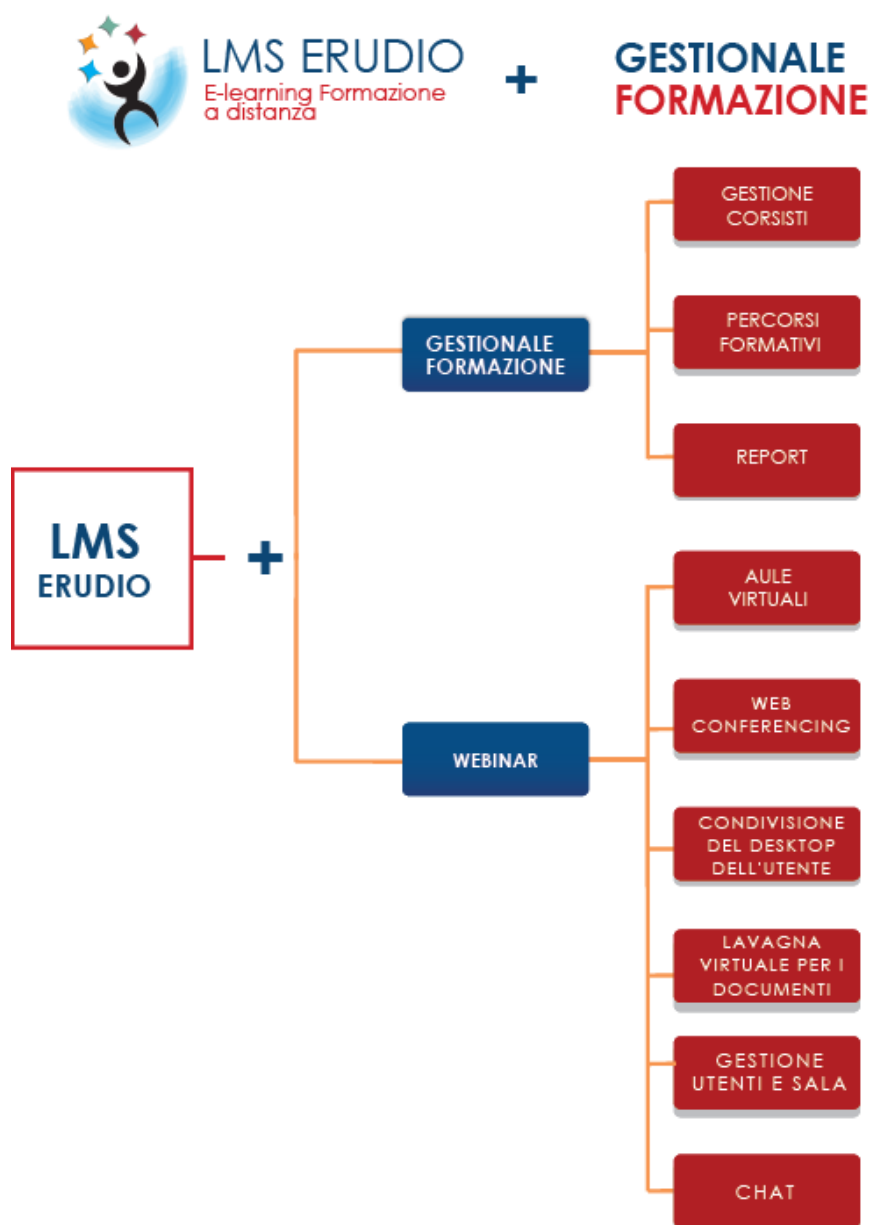 LMS ERUDIO
E-learning Formazione
a distanza
+
GESTIONALE
FORMAZIONE
GESTIONE
CORSISTI
PERCORSI
FORMATIVI
REPORT
GESTIONALE
FORMAZIONE
LMS
ERUDIO
+
WEBINAR
AULE
VIRTUALI
WEB
CONFERENCING
CONDIVISIONE
DEL DESKTOP
DELL'UTENTE
LAVAGNA
VIRTUALE PER I
DOCUMENTI
GESTIONE
UTENTI E SALA
CHAT